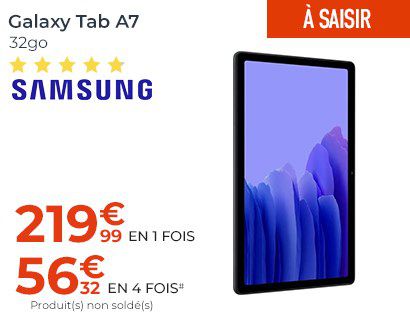 Galaxy Tab A7
32go
SAMSUNG
À SAISIR
219€99 EN 1 FOIS
56€32 EN 4 FOIS#
Produit(s) non soldé(s)